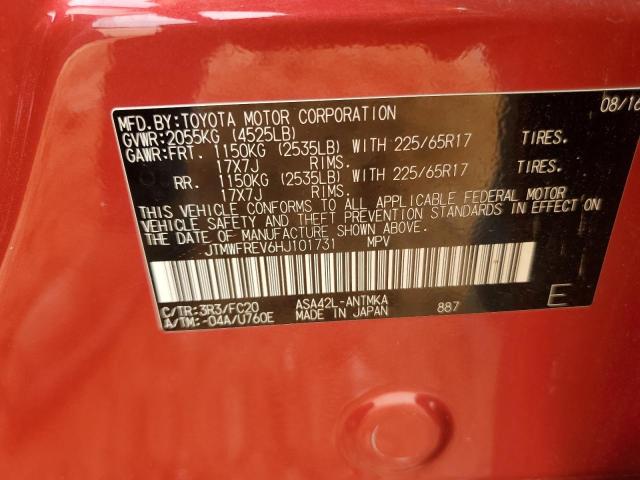 MFD.BY:TOYOTA MOTOR CORPORATION 08/16
GVWR:2055KG (4525LB)
GAWR:FRT. 1150KG (2535LB) WITH 225/65R17 TIRES.
17X7J RIMS.
RR. 1150KG (2535LB) WITH 225/65R17 TIRES.
17X7J RIMS.
THIS VEHICLE CONFORMS TO ALL APPLICABLE FEDERAL MOTOR
VEHICLE SAFETY AND THEFT PREVENTION STANDARDS IN EFFECT ON
THE DATE OF MANUFACTURE SHOWN ABOVE.
JTMWFREV6HJ101731 MPV
C/TR:3R3/FC20 ASA42L-ANTMKA 887 E
A/TM:-04A/U760E MADE IN JAPAN